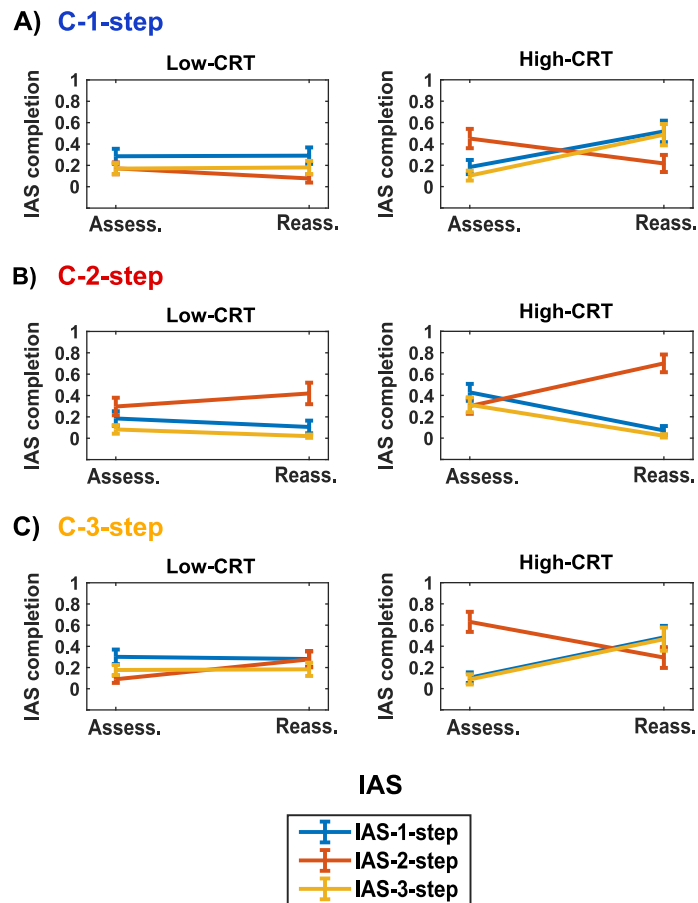 A) C-1-step
Low-CRT
High-CRT
IAS completion
1
0.8
0.6
0.4
0.2
0
Assess.
Reass.
IAS completion
1
0.8
0.6
0.4
0.2
0
Assess.
Reass.
B) C-2-step
Low-CRT
High-CRT
IAS completion
1
0.8
0.6
0.4
0.2
0
Assess.
Reass.
IAS completion
1
0.8
0.6
0.4
0.2
0
Assess.
Reass.
C) C-3-step
Low-CRT
High-CRT
IAS completion
1
0.8
0.6
0.4
0.2
0
Assess.
Reass.
IAS completion
1
0.8
0.6
0.4
0.2
0
Assess.
Reass.
IAS
IAS-1-step
IAS-2-step
IAS-3-step